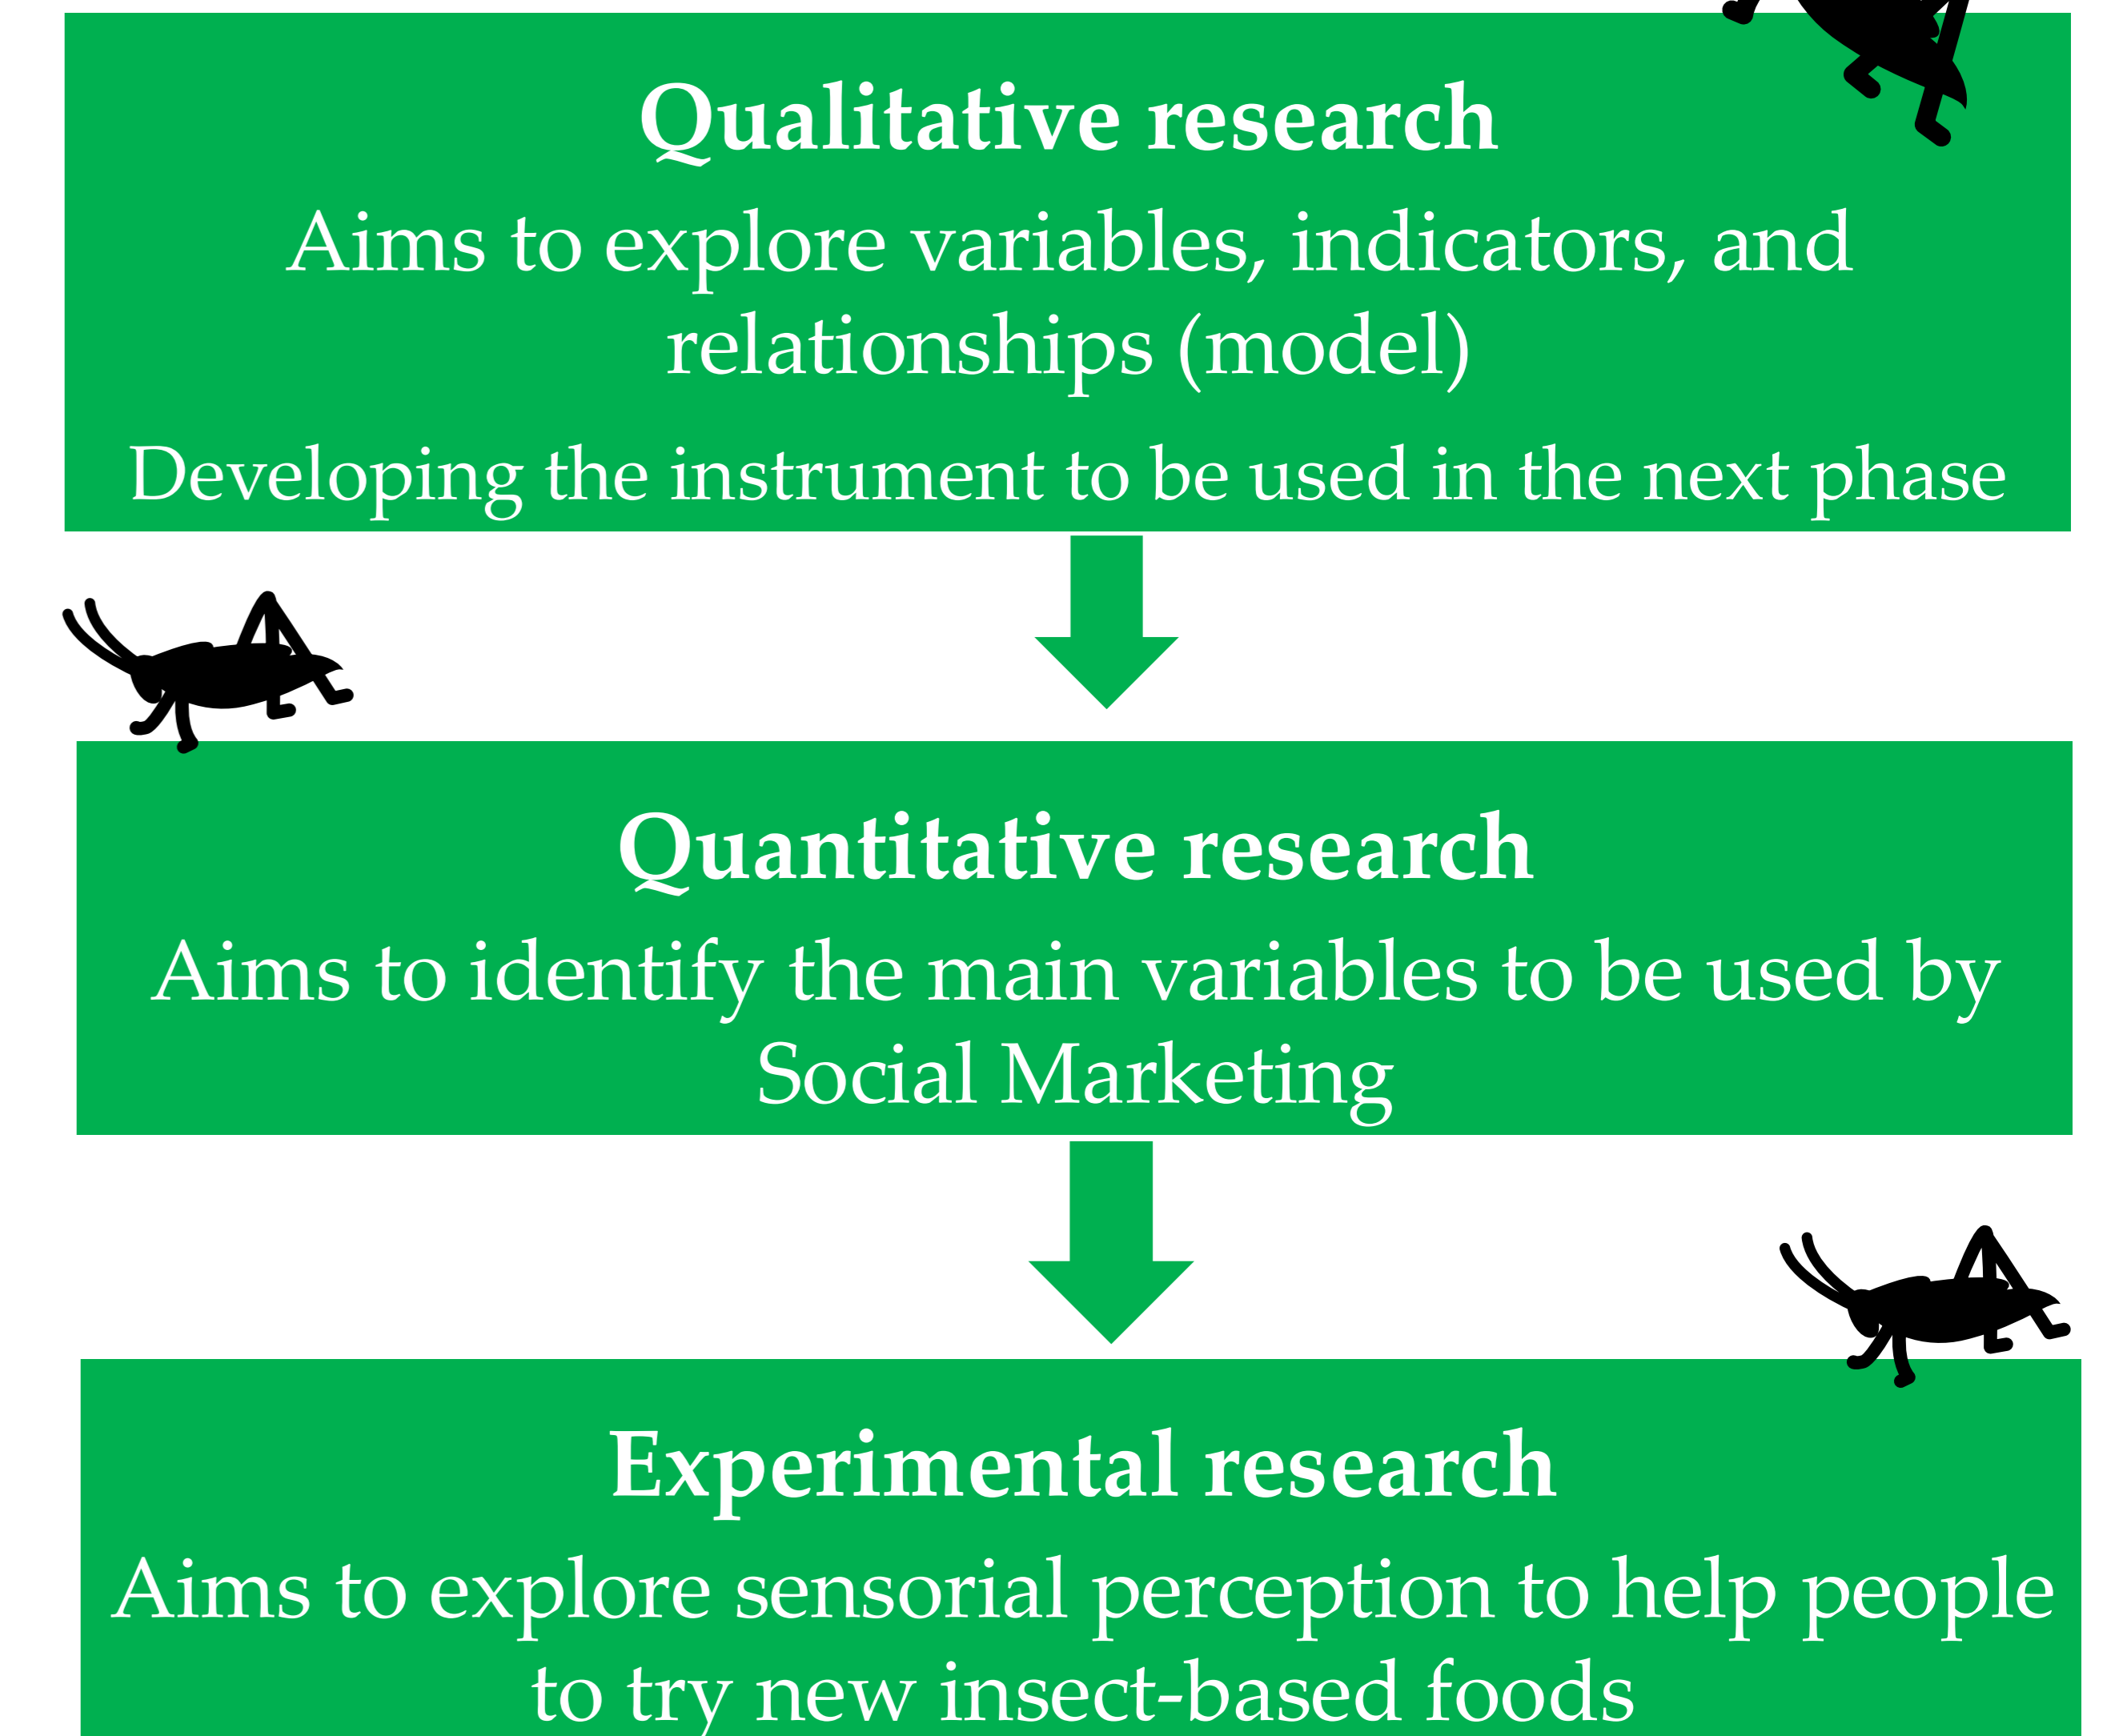 Qualitative research
Aims to explore variables, indicators, and
relationships (model)
Developing the instrument to be used in the next phase
Quantitative research
Aims to identify the main variables to be used by
Social Marketing
Experimental research
Aims to explore sensorial perception to help people
to try new insect-based foods